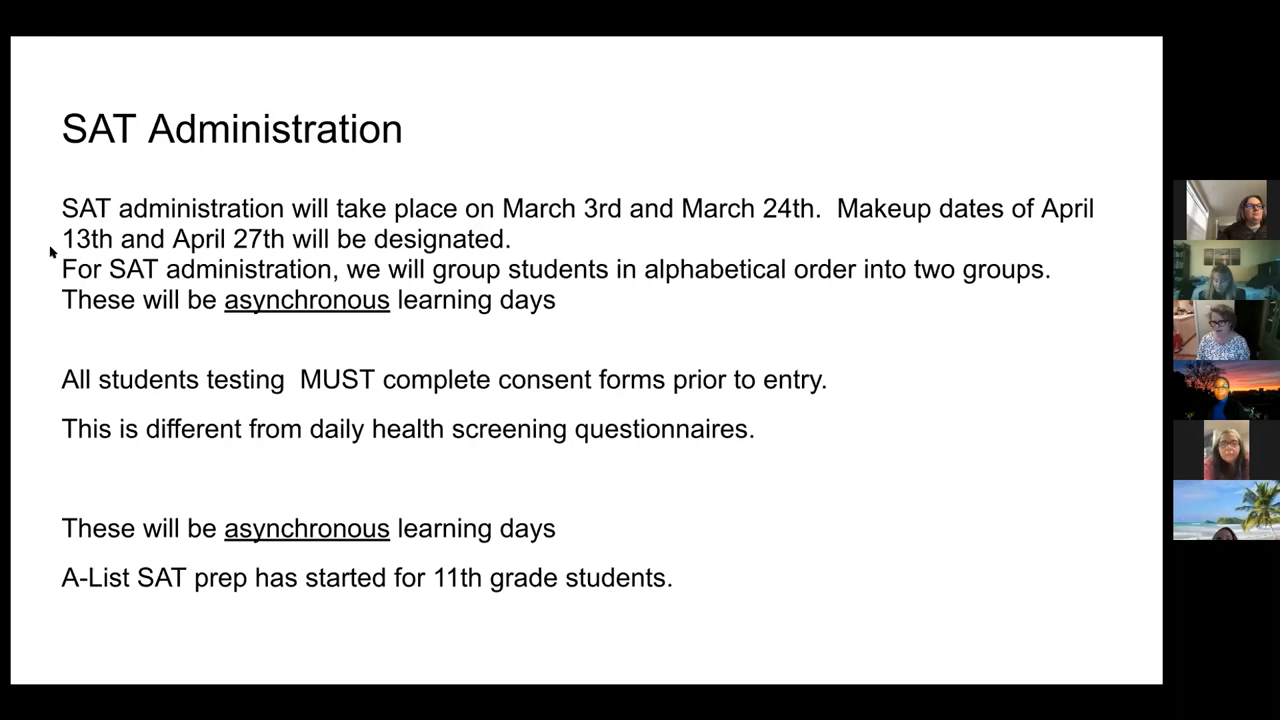 SAT Administration
SAT administration will take place on March 3rd and March 24th.  Makeup dates of April
13th and April 27th will be designated.
For SAT administration, we will group students in alphabetical order into two groups.
These will be asynchronous learning days
All students testing  MUST complete consent forms prior to entry.
This is different from daily health screening questionnaires.
These will be asynchronous learning days
A-List SAT prep has started for 11th grade students.